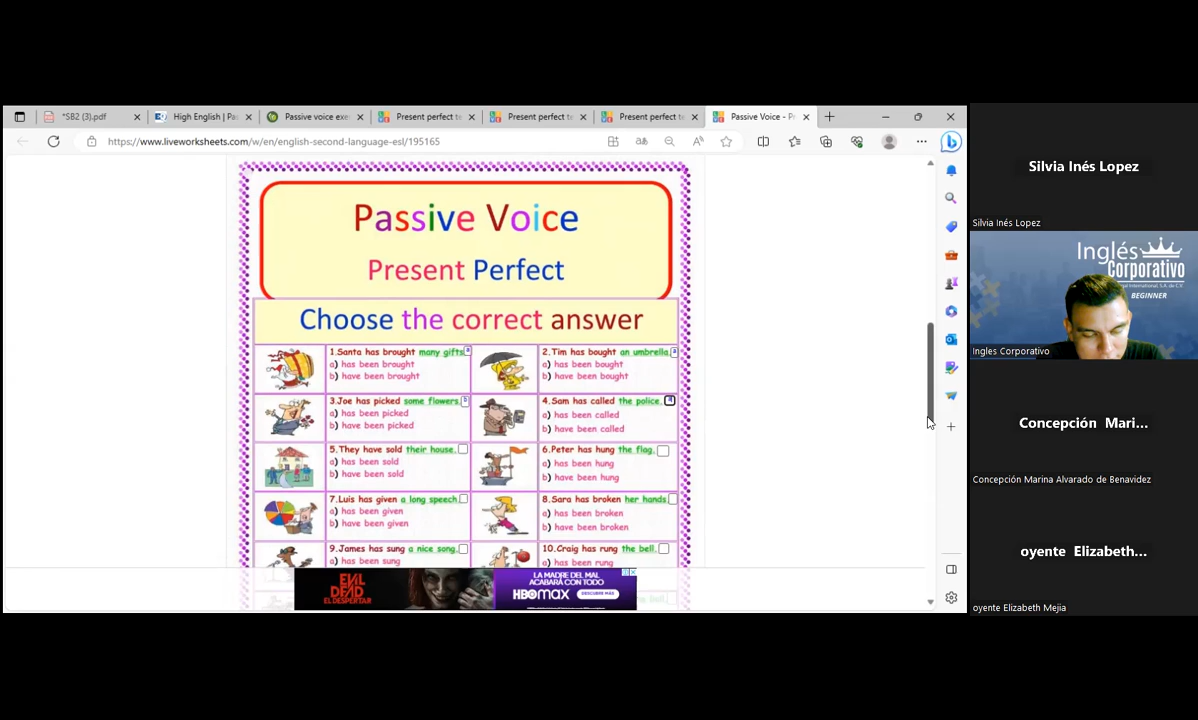 *SB2 (3).pdf
High English | Pas
Passive voice exe
Present perfect te
Present perfect te
Present perfect te
Passive Voice - Pr
https://www.liveworksheets.com/w/en/english-second-language-esl/195165
Passive Voice
Present Perfect
Choose the correct answer
1.Santa has brought many gifts.
a) has been brought
b) have been brought
2.Tim has bought an umbrella.
a) has been bought
b) have been bought
3.Joe has picked some flowers.
a) has been picked
b) have been picked
4.Sam has called the police.
a) has been called
b) have been called
5.They have sold their house.
a) has been sold
b) have been sold
6.Peter has hung the flag.
a) has been hung
b) have been hung
7.Luis has given a long speech.
a) has been given
b) have been given
8.Sara has broken her hands.
a) has been broken
b) have been broken
9.James has sung a nice song.
a) has been sung
10.Craig has rung the bell.
a) has been rung
EVIL
DEAD
EL DESPERTAR
LA MADRE DEL MAL
ACABARÁ CON TODO
HBOMAX
DESCUBRE MÁS
Silvia Inés Lopez
Silvia Inés Lopez
Inglés
Corporativo
BEGINNER
Ingles Corporativo
Concepción Mari...
Concepción Marina Alvarado de Benavidez
oyente Elizabeth...
oyente Elizabeth Mejia